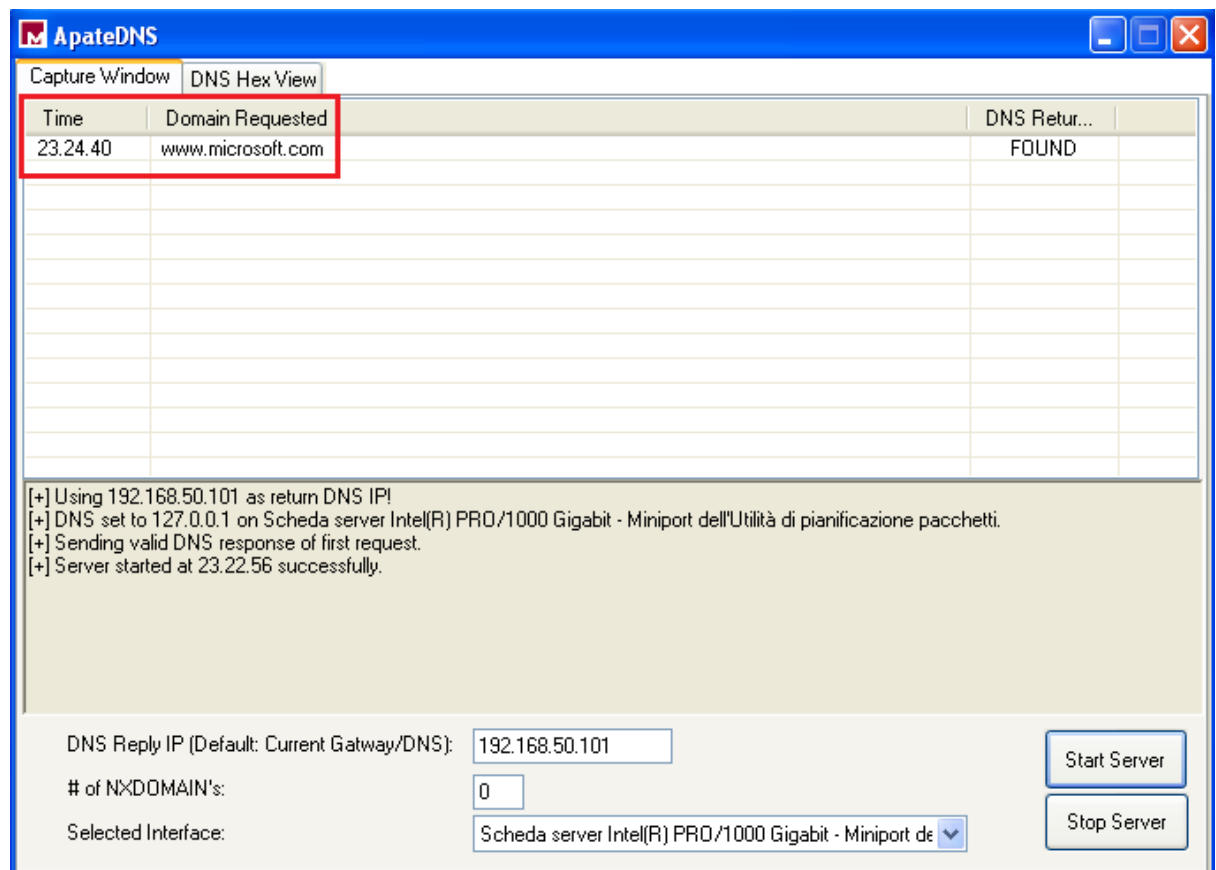 ApateDNS
Capture Window DNS Hex View
Time Domain Requested DNS Retur...
23.24.40 www.microsoft.com FOUND
[+] Using 192.168.50.101 as return DNS IP!
[+] DNS set to 127.0.0.1 on Scheda server Intel(R) PRO/1000 Gigabit - Miniport dell'Utilità di pianificazione pacchetti.
[+] Sending valid DNS response of first request.
[+] Server started at 23.22.56 successfully.
DNS Reply IP (Default: Current Gatway/DNS): 192.168.50.101
Start Server
# of NXDOMAIN's: 0
Selected Interface: Scheda server Intel(R) PRO/1000 Gigabit - Miniport de
Stop Server